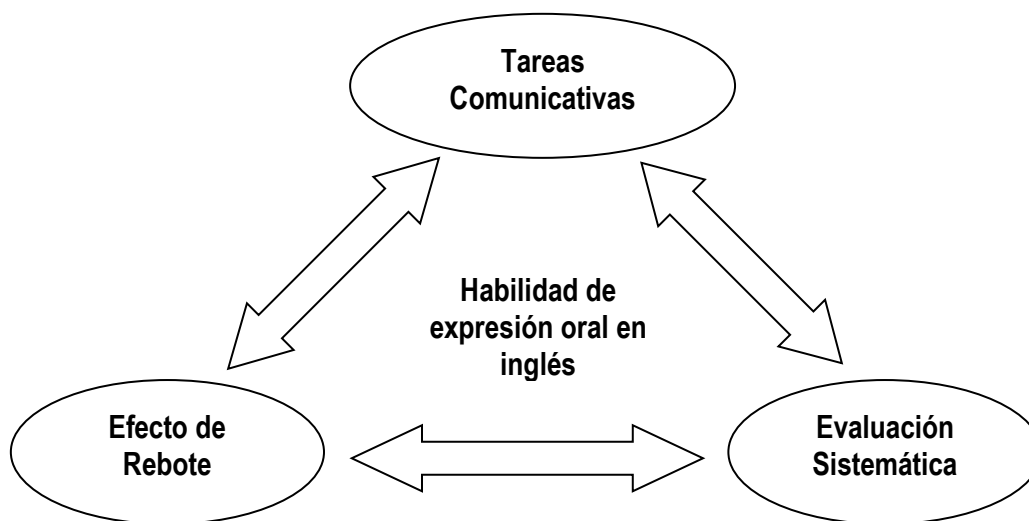 Tareas
Comunicativas
Habilidad de
expresión oral en
inglés
Efecto de
Rebote
Evaluación
Sistemática